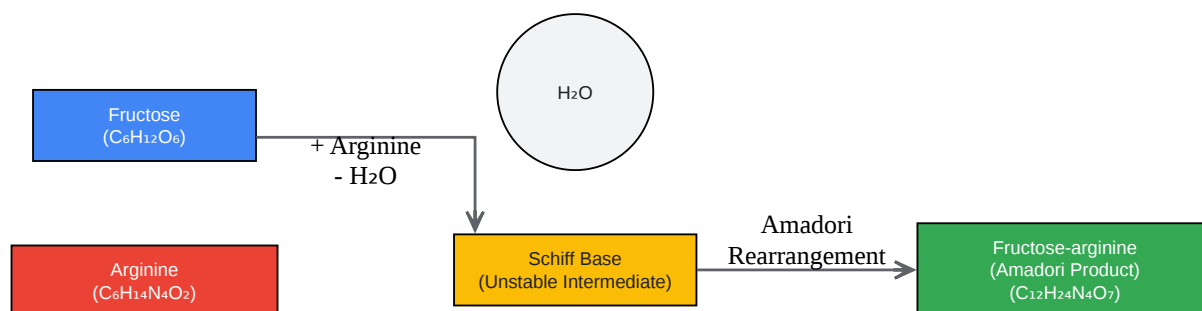 H₂O
Fructose
(C₆H₁₂O₆)
+ Arginine
- H₂O
Arginine
(C₆H₁₄N₄O₂)
Schiff Base
(Unstable Intermediate)
Amadori
Rearrangement
Fructose-arginine
(Amadori Product)
(C₁₂H₂₄N₄O₇)